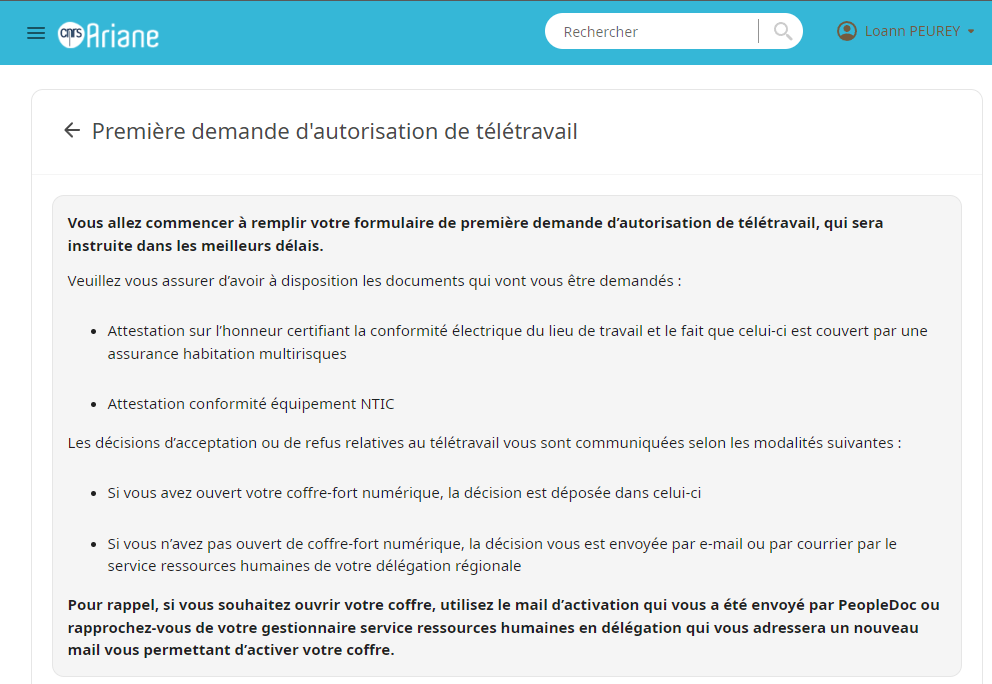 cnrs Ariane
Rechercher
Loann PEUREY
Première demande d'autorisation de télétravail
Vous allez commencer à remplir votre formulaire de première demande d’autorisation de télétravail, qui sera
instruite dans les meilleurs délais.
Veuillez vous assurer d’avoir à disposition les documents qui vont vous être demandés :
• Attestation sur l’honneur certifiant la conformité électrique du lieu de travail et le fait que celui-ci est couvert par une
assurance habitation multirisques
• Attestation conformité équipement NTIC
Les décisions d’acceptation ou de refus relatives au télétravail vous sont communiquées selon les modalités suivantes :
• Si vous avez ouvert votre coffre-fort numérique, la décision est déposée dans celui-ci
• Si vous n’avez pas ouvert de coffre-fort numérique, la décision vous est envoyée par e-mail ou par courrier par le
service ressources humaines de votre délégation régionale
Pour rappel, si vous souhaitez ouvrir votre coffre, utilisez le mail d’activation qui vous a été envoyé par PeopleDoc ou
rapprochez-vous de votre gestionnaire service ressources humaines en délégation qui vous adressera un nouveau
mail vous permettant d’activer votre coffre.